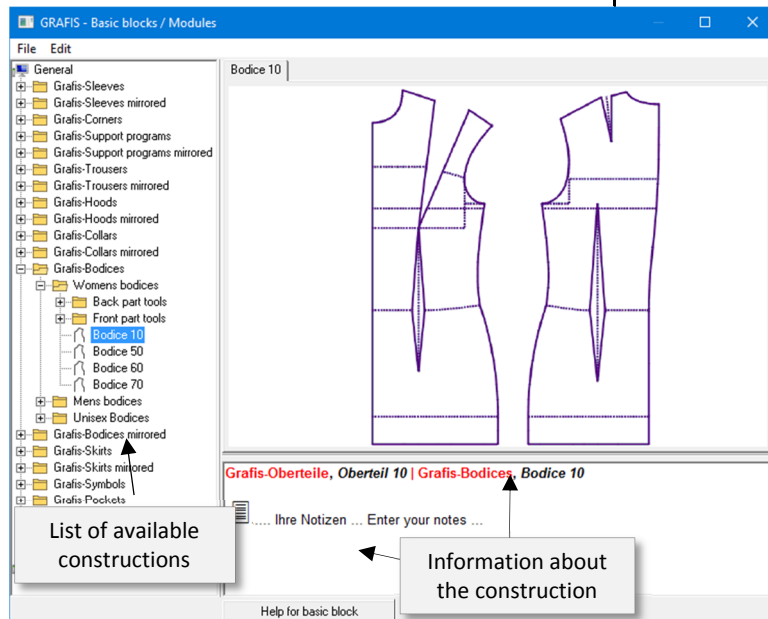 GRAFIS - Basic blocks / Modules
File Edit
General
Grafis-Sleeves
Grafis-Sleeves mirrored
Grafis-Corners
Grafis-Support programs
Grafis-Support programs mirrored
Grafis-Trousers
Grafis-Trousers mirrored
Grafis-Hoods
Grafis-Hoods mirrored
Grafis-Collars
Grafis-Collars mirrored
Grafis-Bodices
Womens bodices
Back part tools
Front part tools
Bodice 10
Bodice 50
Bodice 60
Bodice 70
Mens bodices
Unisex Bodices
Grafis-Bodices mirrored
Grafis-Skirts
Grafis-Skirts mirrored
Grafis-Symbols
Grafis-Pockets
List of available
constructions
Bodice 10
Grafis-Oberteile, Oberteil 10 | Grafis-Bodices, Bodice 10
..... Ihre Notizen ... Enter your notes ...
Information about
the construction
Help for basic block